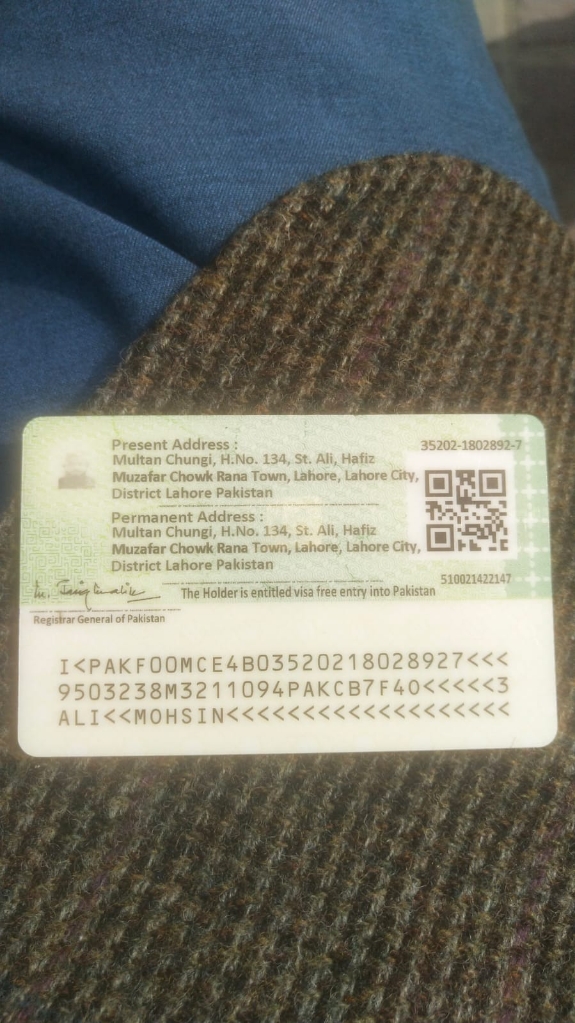 Present Address :
Multan Chungi, H.No. 134, St. Ali, Hafiz
Muzafar Chowk Rana Town, Lahore, Lahore City,
District Lahore Pakistan
35202-1802892-7
Permanent Address :
Multan Chungi, H.No. 134, St. Ali, Hafiz
Muzafar Chowk Rana Town, Lahore, Lahore City,
District Lahore Pakistan
510021422147
The Holder is entitled visa free entry into Pakistan
Registrar General of Pakistan
I<PAKF00MCE4B03520218028927<<<
9503238M3211094PAKCB7F40<<<<<3
ALI<<MOHSIN<<<<<<<<<<<<<<<<<<<